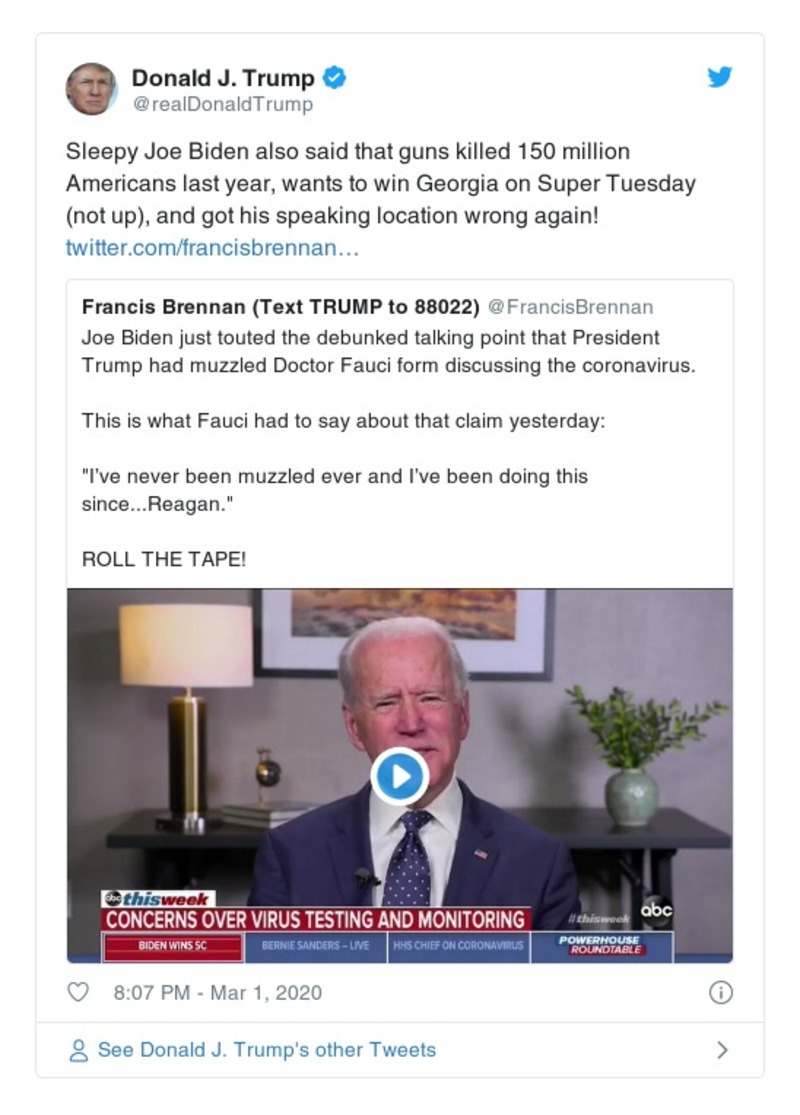 Donald J. Trump
@realDonaldTrump
Sleepy Joe Biden also said that guns killed 150 million
Americans last year, wants to win Georgia on Super Tuesday
(not up), and got his speaking location wrong again!
twitter.com/francisbrennan…
Francis Brennan (Text TRUMP to 88022) @FrancisBrennan
Joe Biden just touted the debunked talking point that President
Trump had muzzled Doctor Fauci form discussing the coronavirus.
This is what Fauci had to say about that claim yesterday:
"I've never been muzzled ever and I've been doing this
since...Reagan."
ROLL THE TAPE!
abc thisweek
CONCERNS OVER VIRUS TESTING AND MONITORING
//thisweek abc
BIDEN WINS SC
BERNIE SANDERS – LIVE
HHS CHIEF ON CORONAVIRUS
POWERHOUSE
ROUNDTABLE
8:07 PM - Mar 1, 2020
See Donald J. Trump's other Tweets